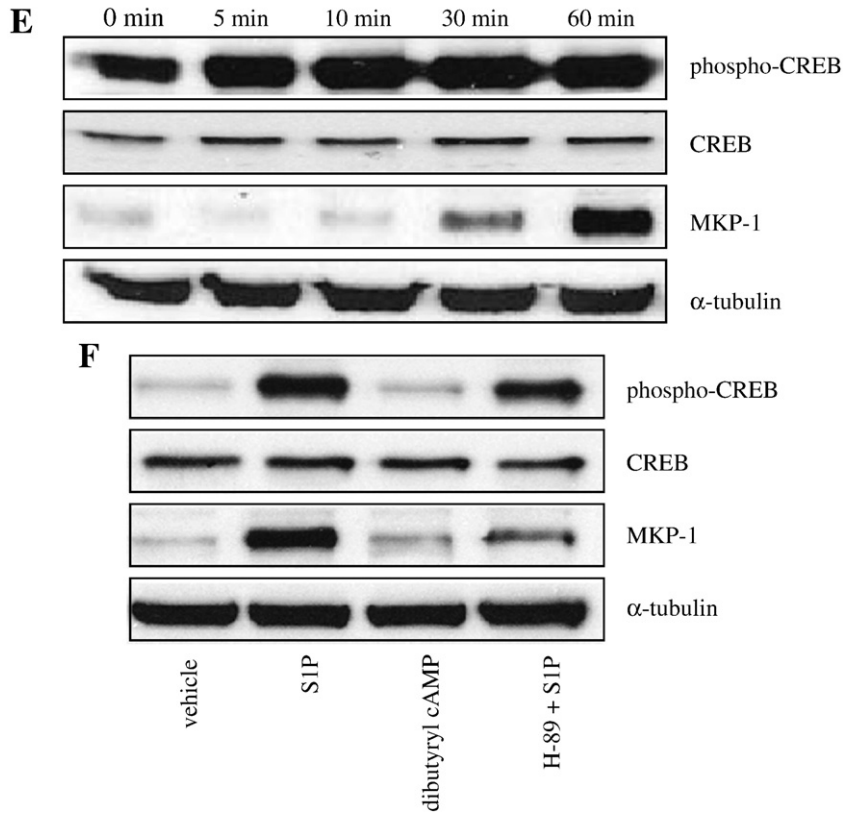 E
0 min 5 min 10 min 30 min 60 min
phospho-CREB
CREB
MKP-1
α-tubulin
F
phospho-CREB
CREB
MKP-1
α-tubulin
vehicle
S1P
dibutyryl cAMP
H-89 + S1P